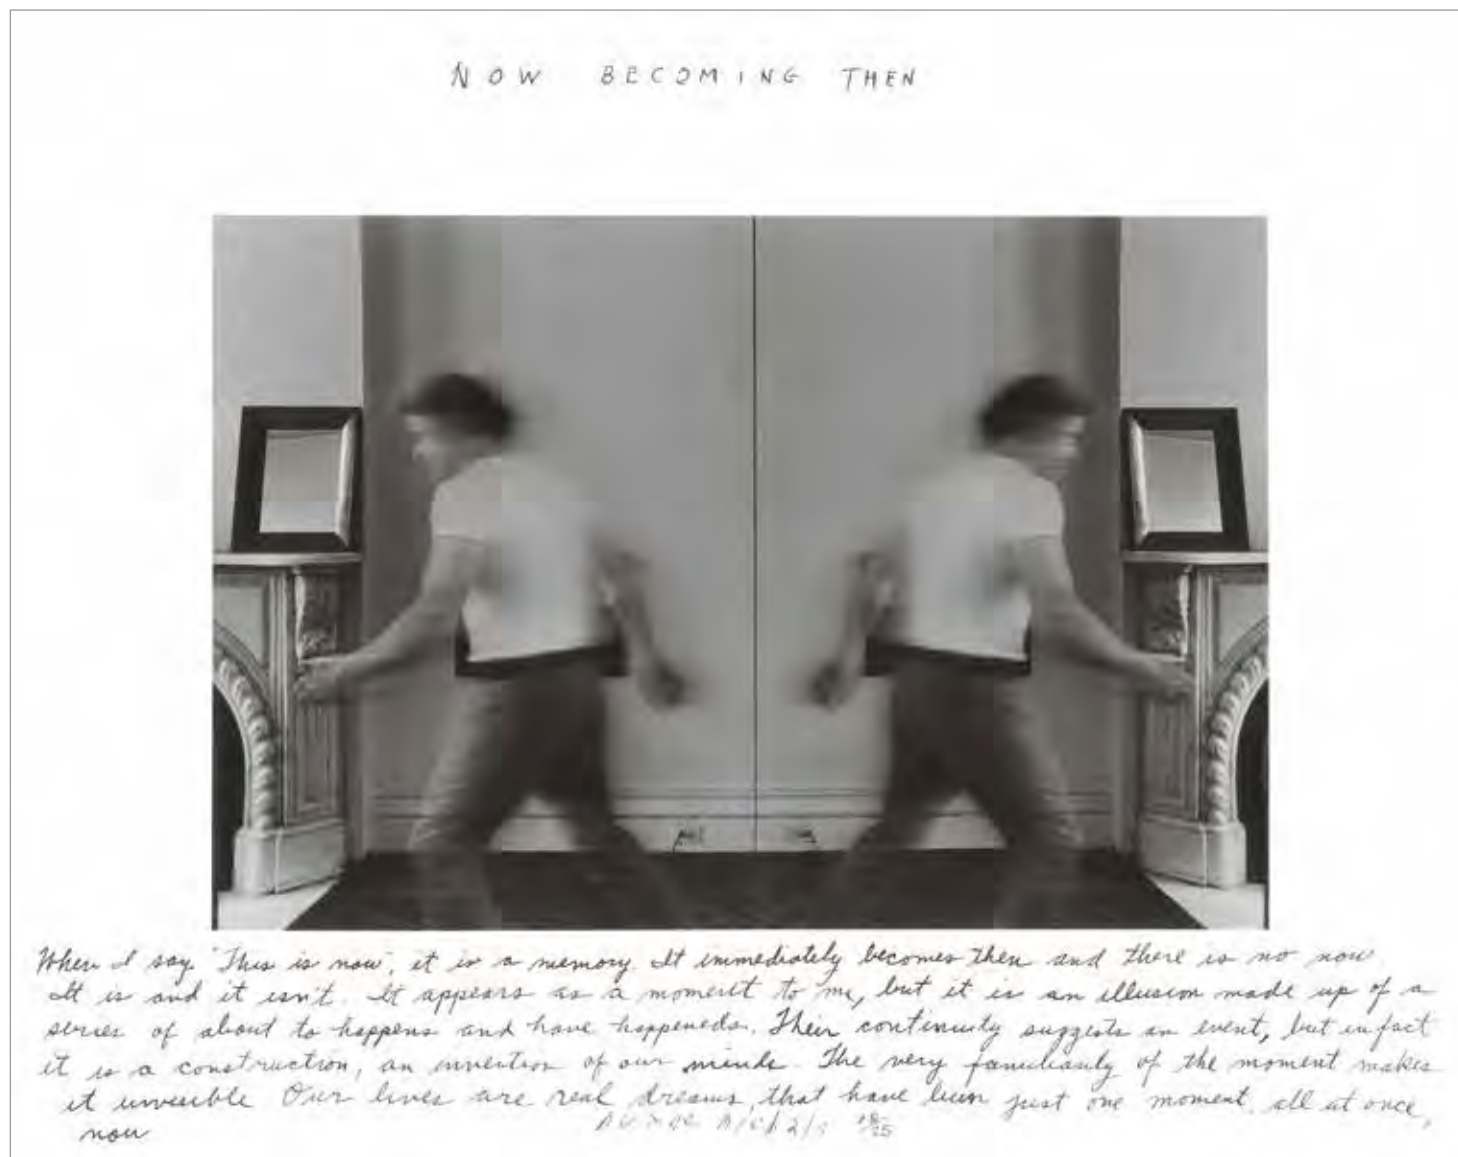 NOW BECOMING THEN
When I say "This is now", it is a memory. It immediately becomes then and there is no now.
It is and it isn't. It appears as a moment to me, but it is an illusion made up of a
series of about to happens and have happeneds. Their continuity suggests an event, but in fact
it is a construction, an invention of our minds. The very familiarity of the moment makes
it invisible Our lives are real dreams, that have been just one moment, all at once,
now